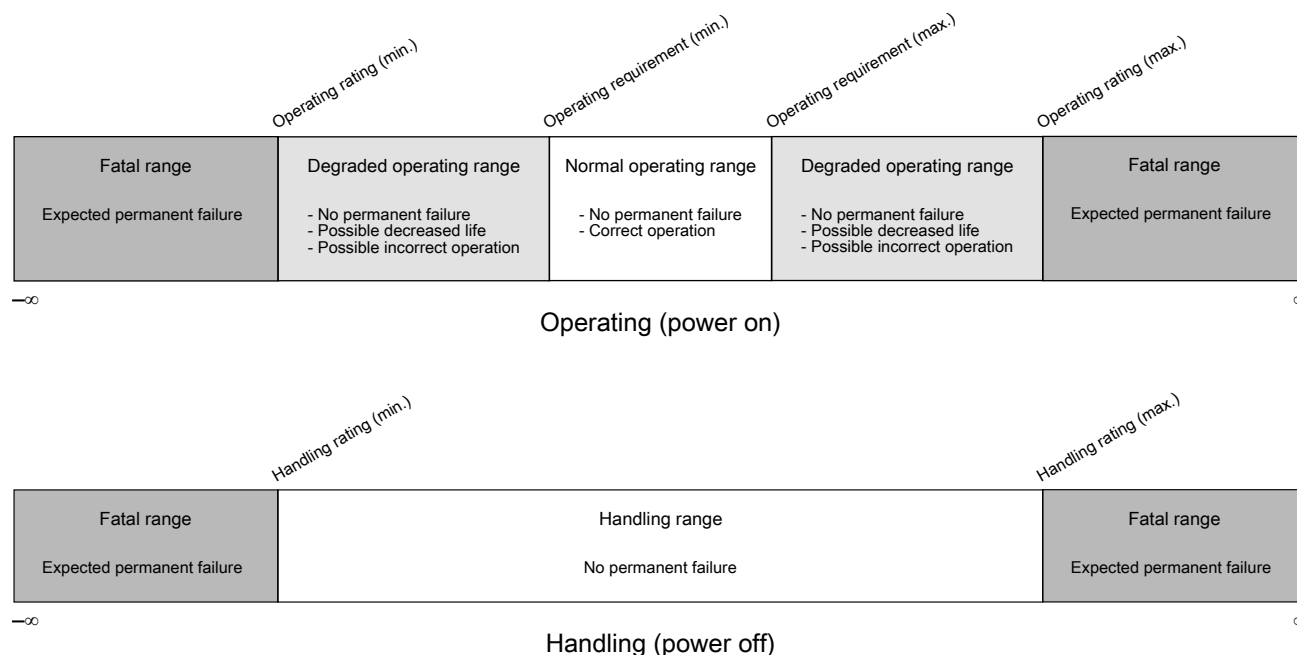 Operating rating (min.)
Operating requirement (min.)
Operating requirement (max.)
Operating rating (max.)
Fatal range
Expected permanent failure
Degraded operating range
- No permanent failure
- Possible decreased life
- Possible incorrect operation
Normal operating range
- No permanent failure
- Correct operation
Degraded operating range
- No permanent failure
- Possible decreased life
- Possible incorrect operation
Fatal range
Expected permanent failure
–∞
Operating (power on)
Handling rating (min.)
Handling rating (max.)
Fatal range
Expected permanent failure
Handling range
No permanent failure
Fatal range
Expected permanent failure
–∞
Handling (power off)